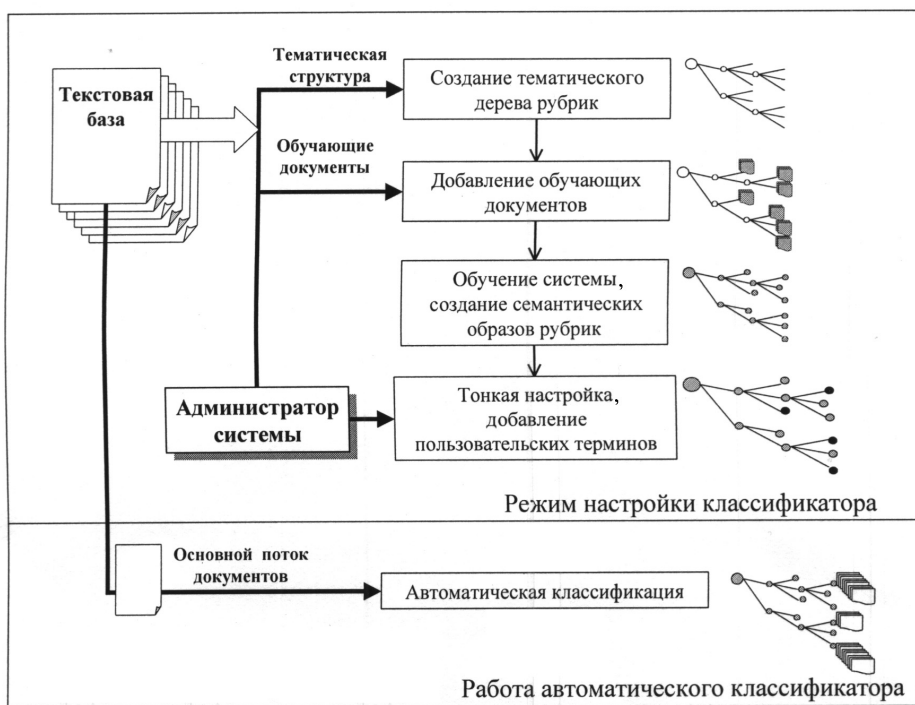 Текстовая
база
Тематическая
структура
Создание тематического
дерева рубрик
Обучающие
документы
Добавление обучающих
документов
Обучение системы,
создание семантических
образов рубрик
Администратор
системы
Тонкая настройка,
добавление
пользовательских терминов
Режим настройки классификатора
Основной поток
документов
Автоматическая классификация
Работа автоматического классификатора